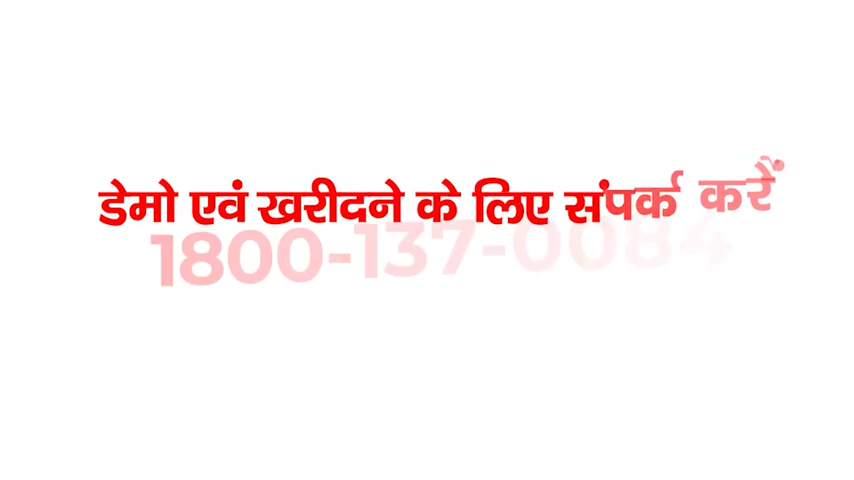 डेमो एवं खरीदने के लिए संपर्क करें
1800-137-0084